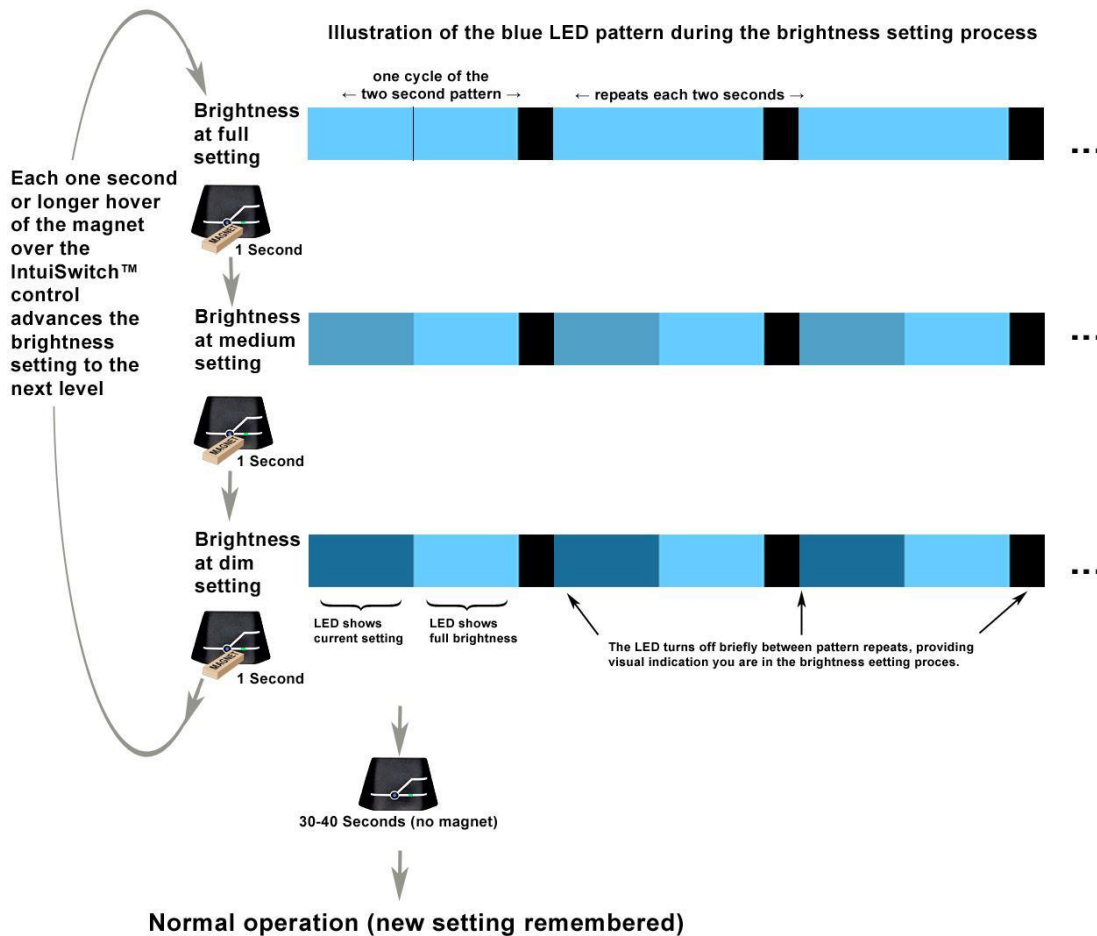 Illustration of the blue LED pattern during the brightness setting process
one cycle of the
← two second pattern →
← repeats each two seconds →
Brightness
at full
setting
...
Each one second
or longer hover
of the magnet
over the
IntuiSwitch™
control
advances the
brightness
setting to the
next level
MAGNET
1 Second
Brightness
at medium
setting
...
MAGNET
1 Second
Brightness
at dim
setting
...
LED shows
current setting
LED shows
full brightness
The LED turns off briefly between pattern repeats, providing
visual indication you are in the brightness eetting proces.
MAGNET
1 Second
30-40 Seconds (no magnet)
Normal operation (new setting remembered)